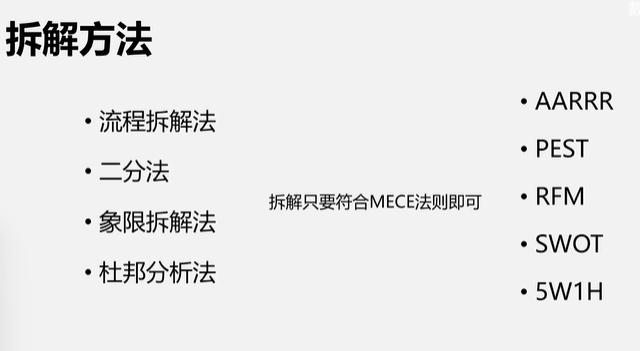 拆解方法
• 流程拆解法
• 二分法
• 象限拆解法
• 杜邦分析法
拆解只要符合MECE法则即可
• AARRR
• PEST
• RFM
• SWOT
• 5W1H